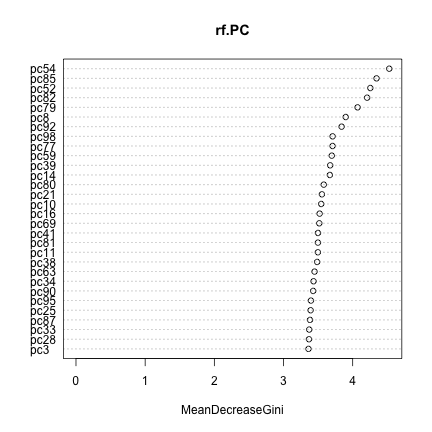 rf.PC
pc54
pc85
pc52
pc82
pc79
pc8
pc92
pc98
pc77
pc59
pc39
pc14
pc80
pc21
pc10
pc16
pc69
pc41
pc81
pc11
pc38
pc63
pc34
pc90
pc95
pc25
pc87
pc33
pc28
pc3
0 1 2 3 4
MeanDecreaseGini